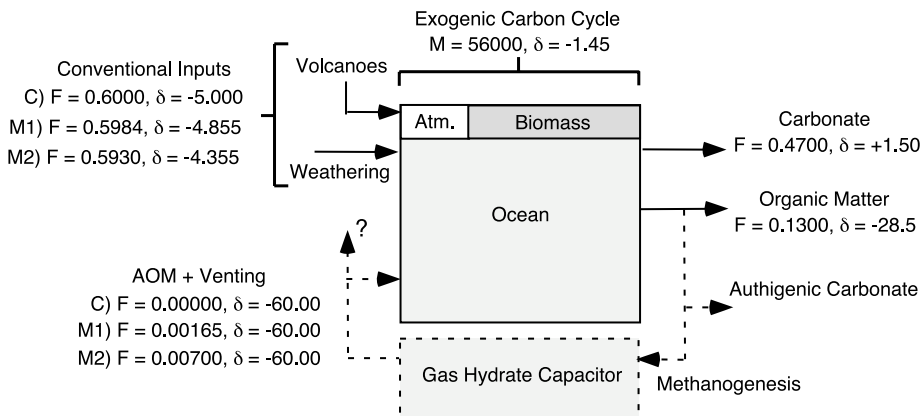 Exogenic Carbon Cycle
M = 56000, δ = -1.45
Conventional Inputs
C) F = 0.6000, δ = -5.000
M1) F = 0.5984, δ = -4.855
M2) F = 0.5930, δ = -4.355
Volcanoes
Weathering
Atm.
Biomass
Ocean
Carbonate
F = 0.4700, δ = +1.50
Organic Matter
F = 0.1300, δ = -28.5
?
AOM + Venting
C) F = 0.00000, δ = -60.00
M1) F = 0.00165, δ = -60.00
M2) F = 0.00700, δ = -60.00
Authigenic Carbonate
Gas Hydrate Capacitor
Methanogenesis